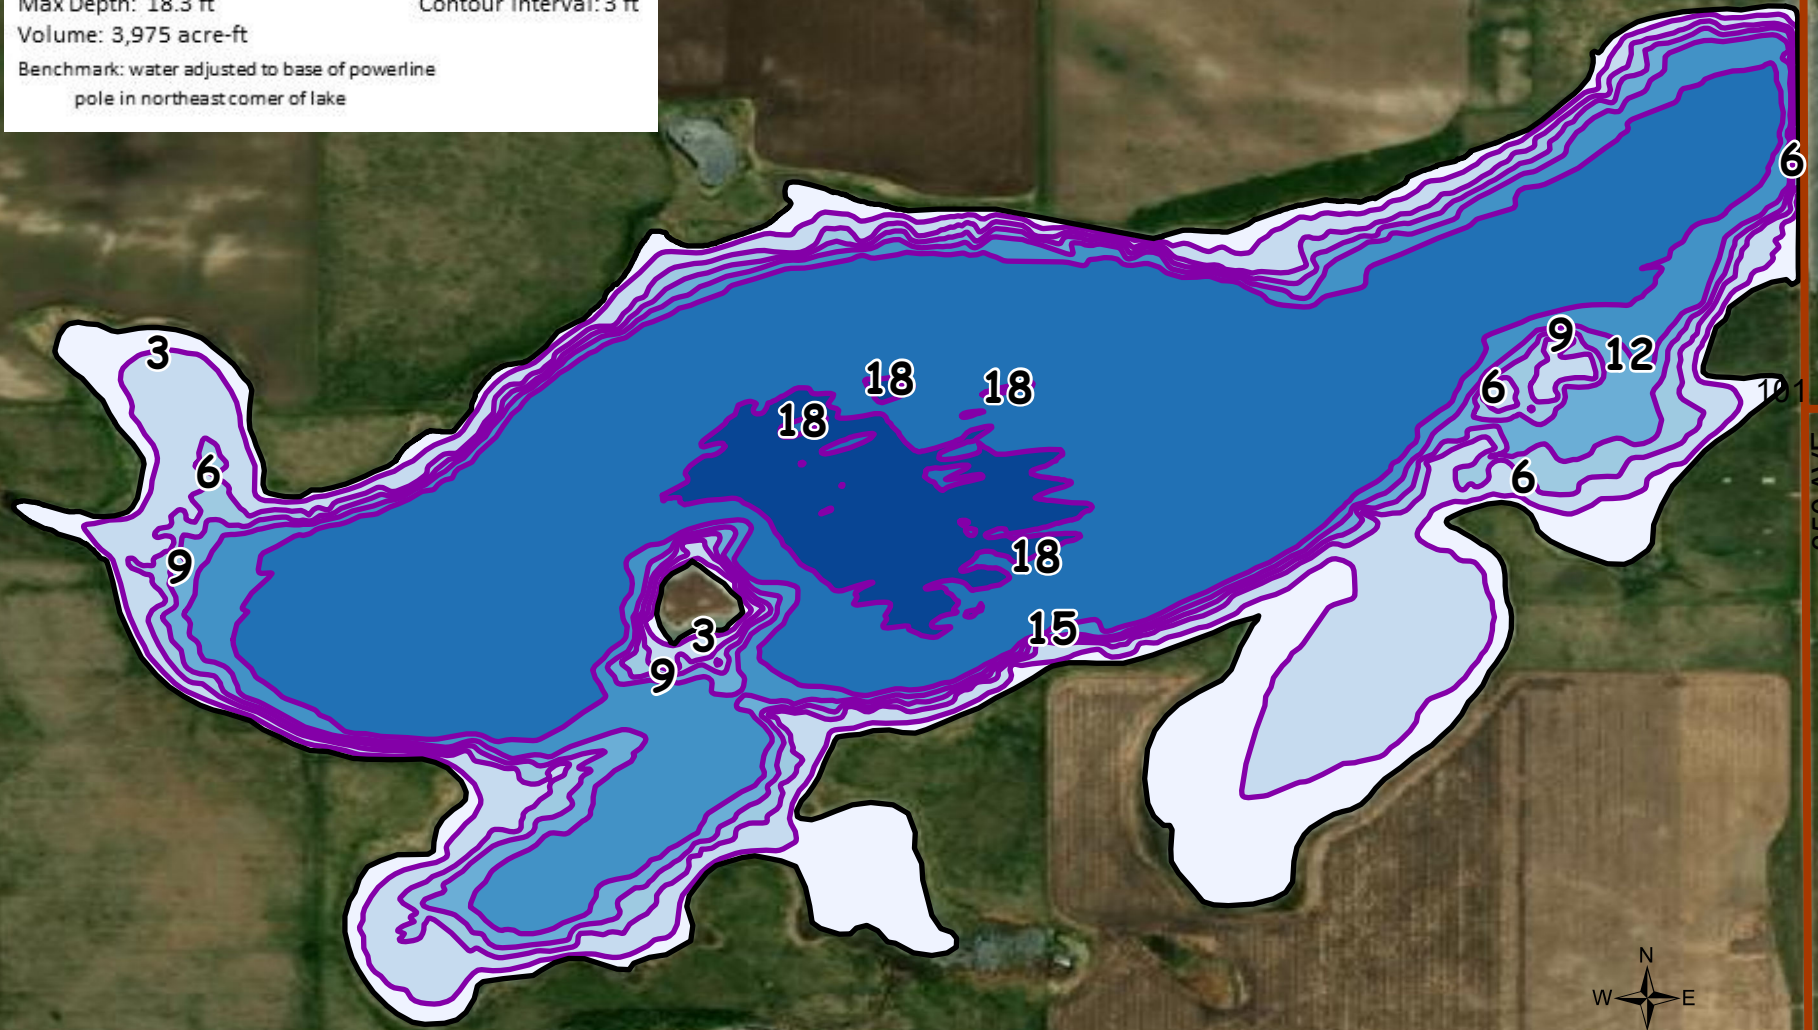 Max Depth: 18.3 ft Contour Interval: 3 ft
Volume: 3,975 acre-ft
Benchmark: water adjusted to base of powerline
pole in northeast corner of lake
6
3
9
12
18
18
6
101
18
6
6
9
18
15
3
9
N
W E